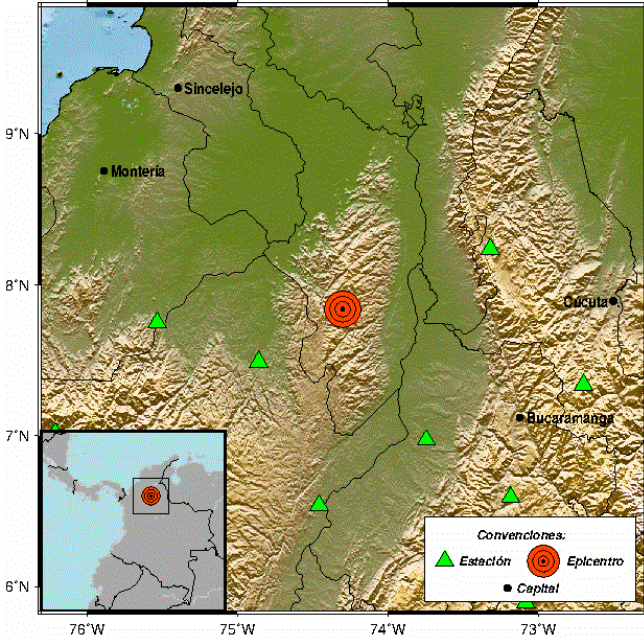 Sincelejo
9°N
Montería
8°N
Cúcuta
Bucaramanga
7°N
Convenciones:
Estación
Epicentro
Capital
6°N
76°W
75°W
74°W
73°W